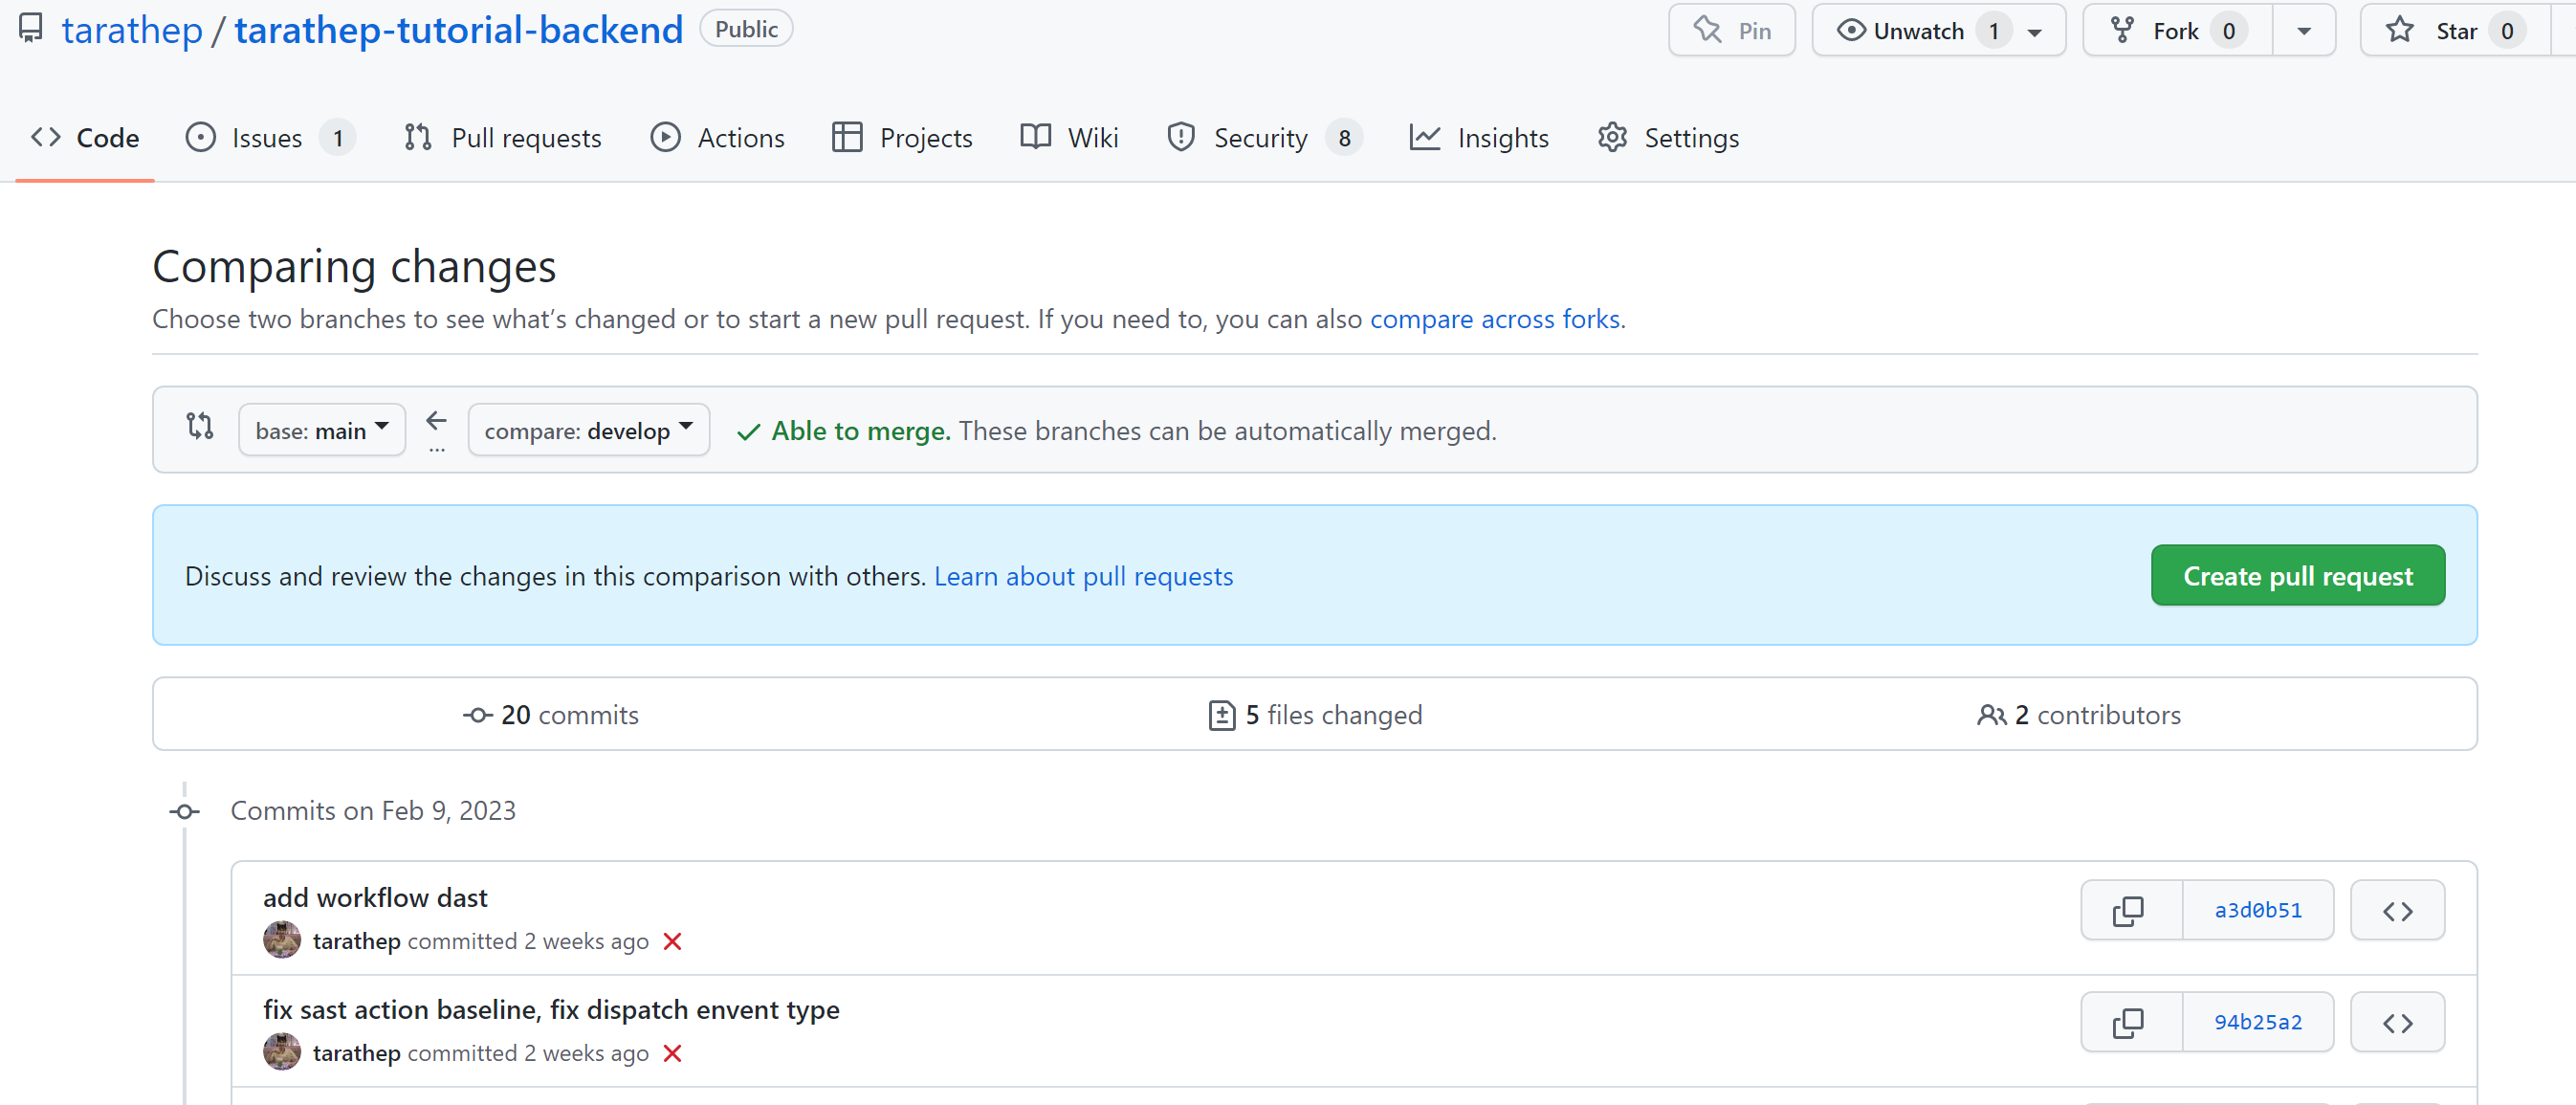 tarathep / tarathep-tutorial-backend Public Pin Unwatch 1 Fork 0 Star 0
Code Issues 1 Pull requests Actions Projects Wiki Security 8 Insights Settings
Comparing changes
Choose two branches to see what’s changed or to start a new pull request. If you need to, you can also compare across forks.
base: main ... compare: develop Able to merge. These branches can be automatically merged.
Discuss and review the changes in this comparison with others. Learn about pull requests Create pull request
20 commits 5 files changed 2 contributors
Commits on Feb 9, 2023
add workflow dast
tarathep committed 2 weeks ago
a3d0b51
fix sast action baseline, fix dispatch envent type
tarathep committed 2 weeks ago
94b25a2